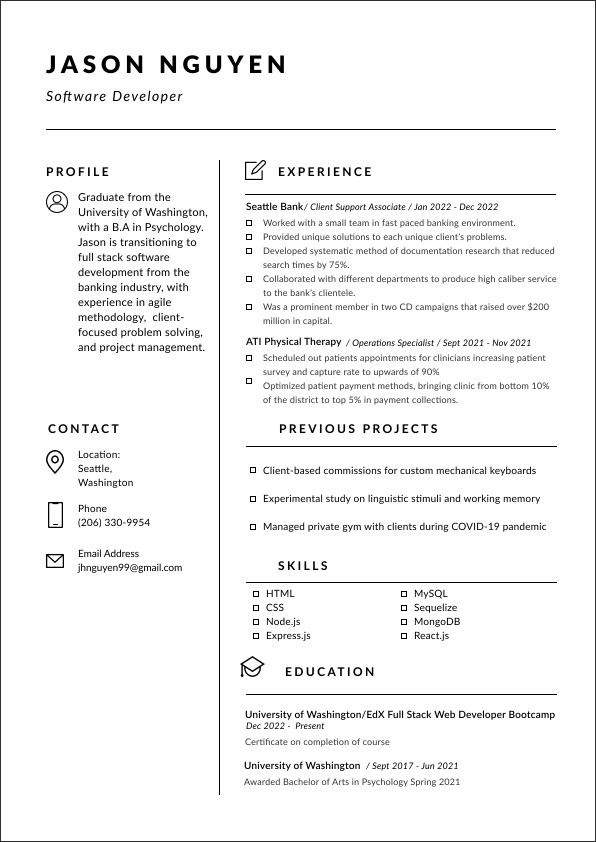 JASON NGUYEN
Software Developer
PROFILE
Graduate from the
University of Washington,
with a B.A in Psychology.
Jason is transitioning to
full stack software
development from the
banking industry, with
experience in agile
methodology, client-
focused problem solving,
and project management.
CONTACT
Location:
Seattle,
Washington
Phone
(206) 330-9954
Email Address
jhnguyen99@gmail.com
EXPERIENCE
Seattle Bank/ Client Support Associate / Jan 2022 - Dec 2022
Worked with a small team in fast paced banking environment.
Provided unique solutions to each unique client's problems.
Developed systematic method of documentation research that reduced
search times by 75%.
Collaborated with different departments to produce high caliber service
to the bank's clientele.
Was a prominent member in two CD campaigns that raised over $200
million in capital.
ATI Physical Therapy / Operations Specialist / Sept 2021 - Nov 2021
Scheduled out patients appointments for clinicians increasing patient
survey and capture rate to upwards of 90%
Optimized patient payment methods, bringing clinic from bottom 10%
of the district to top 5% in payment collections.
PREVIOUS PROJECTS
Client-based commissions for custom mechanical keyboards
Experimental study on linguistic stimuli and working memory
Managed private gym with clients during COVID-19 pandemic
SKILLS
HTML
CSS
Node.js
Express.js
MySQL
Sequelize
MongoDB
React.js
EDUCATION
University of Washington/EdX Full Stack Web Developer Bootcamp
Dec 2022 - Present
Certificate on completion of course
University of Washington / Sept 2017 - Jun 2021
Awarded Bachelor of Arts in Psychology Spring 2021